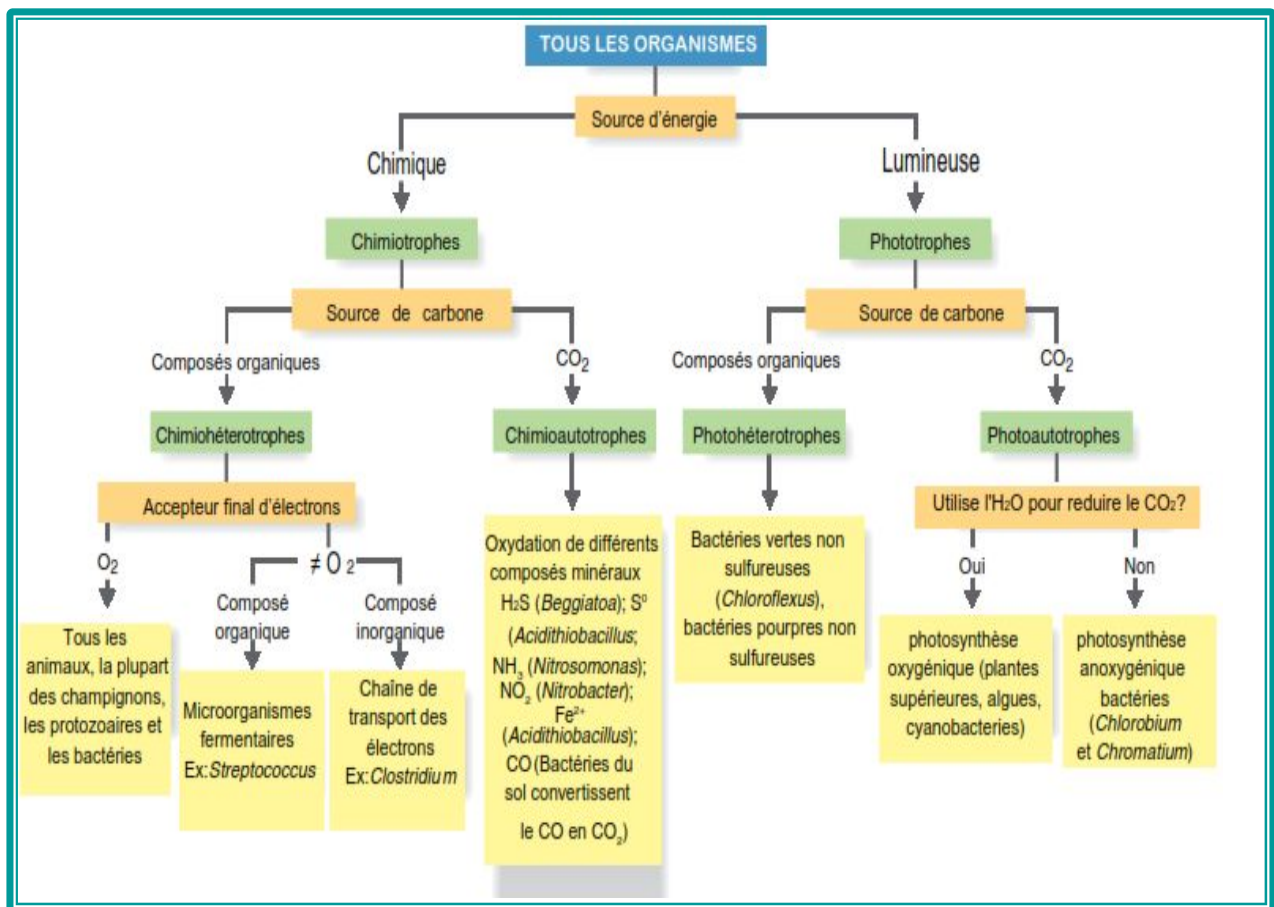 TOUS LES ORGANISMES
Source d'énergie
Chimique
Lumineuse
Chimiotrophes
Phototrophes
Source de carbone
Source de carbone
Composés organiques
CO2
Composés organiques
CO2
Chimiohétérotrophes
Chimioautotrophes
Photohétérotrophes
Photoautotrophes
Accepteur final d'électrons
Utilise l'H2O pour reduire le CO2?
O2
≠ O2
Oui
Non
Composé
organique
Composé
inorganique
Tous les
animaux, la plupart
des champignons,
les protozoaires et
les bactéries
Microorganismes
fermentaires
Ex:Streptococcus
Chaîne de
transport des
électrons
Ex:Clostridium
Oxydation de différents
composés minéraux
H2S (Beggiatoa); S⁰
(Acidithiobacillus;
NH3 (Nitrosomonas);
NO2 (Nitrobacter);
Fe²⁺
(Acidithiobacillus);
CO (Bactéries du
sol convertissent
le CO en CO2)
Bactéries vertes non
sulfureuses
(Chloroflexus),
bactéries pourpres non
sulfureuses
photosynthèse
oxygénique (plantes
supérieures, algues,
cyanobacteries)
photosynthèse
anoxygénique
bactéries
(Chlorobium
et Chromatium)